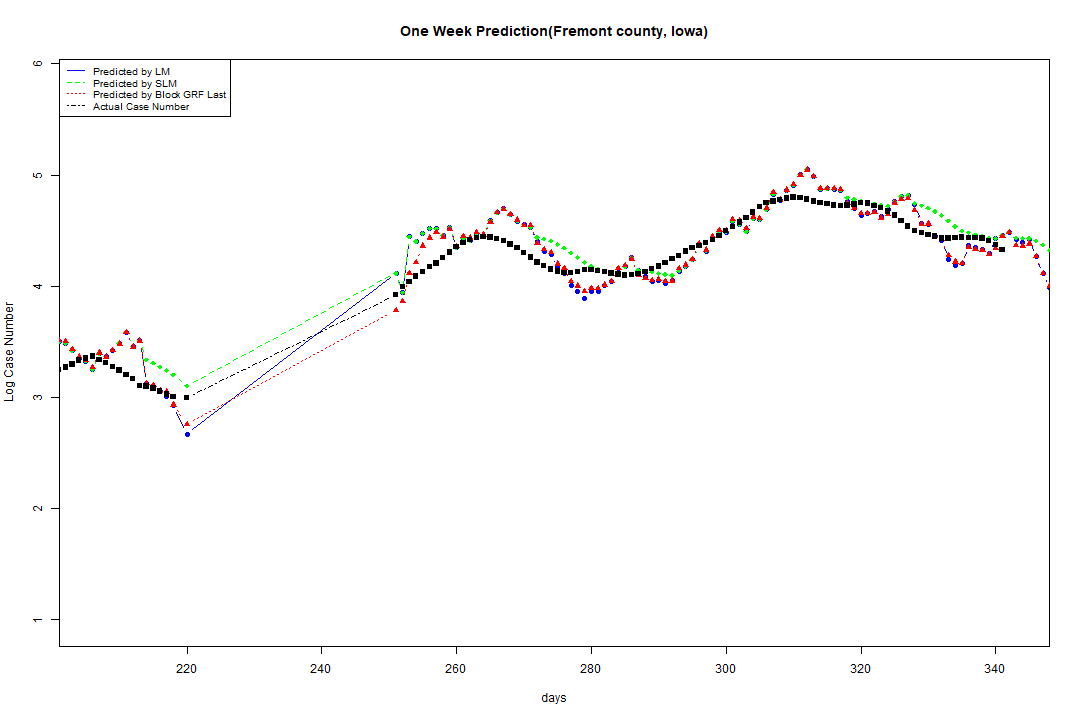 One Week Prediction(Fremont county, Iowa)
Predicted by LM
Predicted by SLM
Predicted by Block GRF Last
Actual Case Number
6
5
4
3
2
1
Log Case Number
220 240 260 280 300 320 340
days